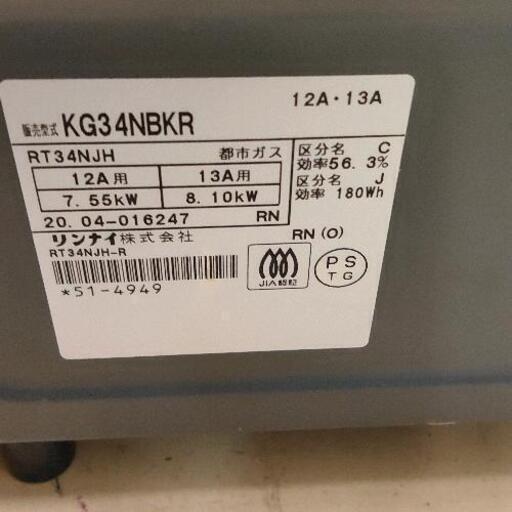 12A・13A
販売型式 KG34NBKR
RT34NJH 都市ガス
12A用 13A用
7.55kW 8.10kW
区分名 C
効率56.3%
区分名 J
効率 180Wh
20.04-016247 RN
リンナイ株式会社
RN(O)
RT34NJH-R
*51-4949
JIA認証
PS
TG